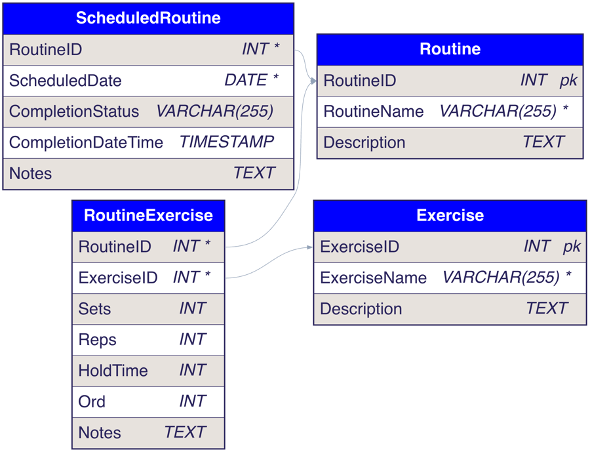 ScheduledRoutine
RoutineID INT *
ScheduledDate DATE *
CompletionStatus VARCHAR(255)
CompletionDateTime TIMESTAMP
Notes TEXT
Routine
RoutineID INT pk
RoutineName VARCHAR(255) *
Description TEXT
RoutineExercise
RoutineID INT *
ExerciseID INT *
Sets INT
Reps INT
HoldTime INT
Ord INT
Notes TEXT
Exercise
ExerciseID INT pk
ExerciseName VARCHAR(255) *
Description TEXT